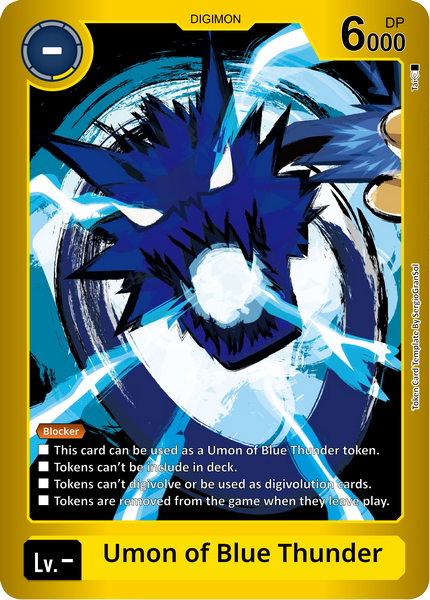 DIGIMON
-
DP
6000
Blocker
This card can be used as a Umon of Blue Thunder token.
Tokens can't be include in deck.
Tokens can't digivolve or be used as digivolution cards.
Tokens are removed from the game when they leave play.
Token Card Template By SergioGranSol
Lv.-
Umon of Blue Thunder